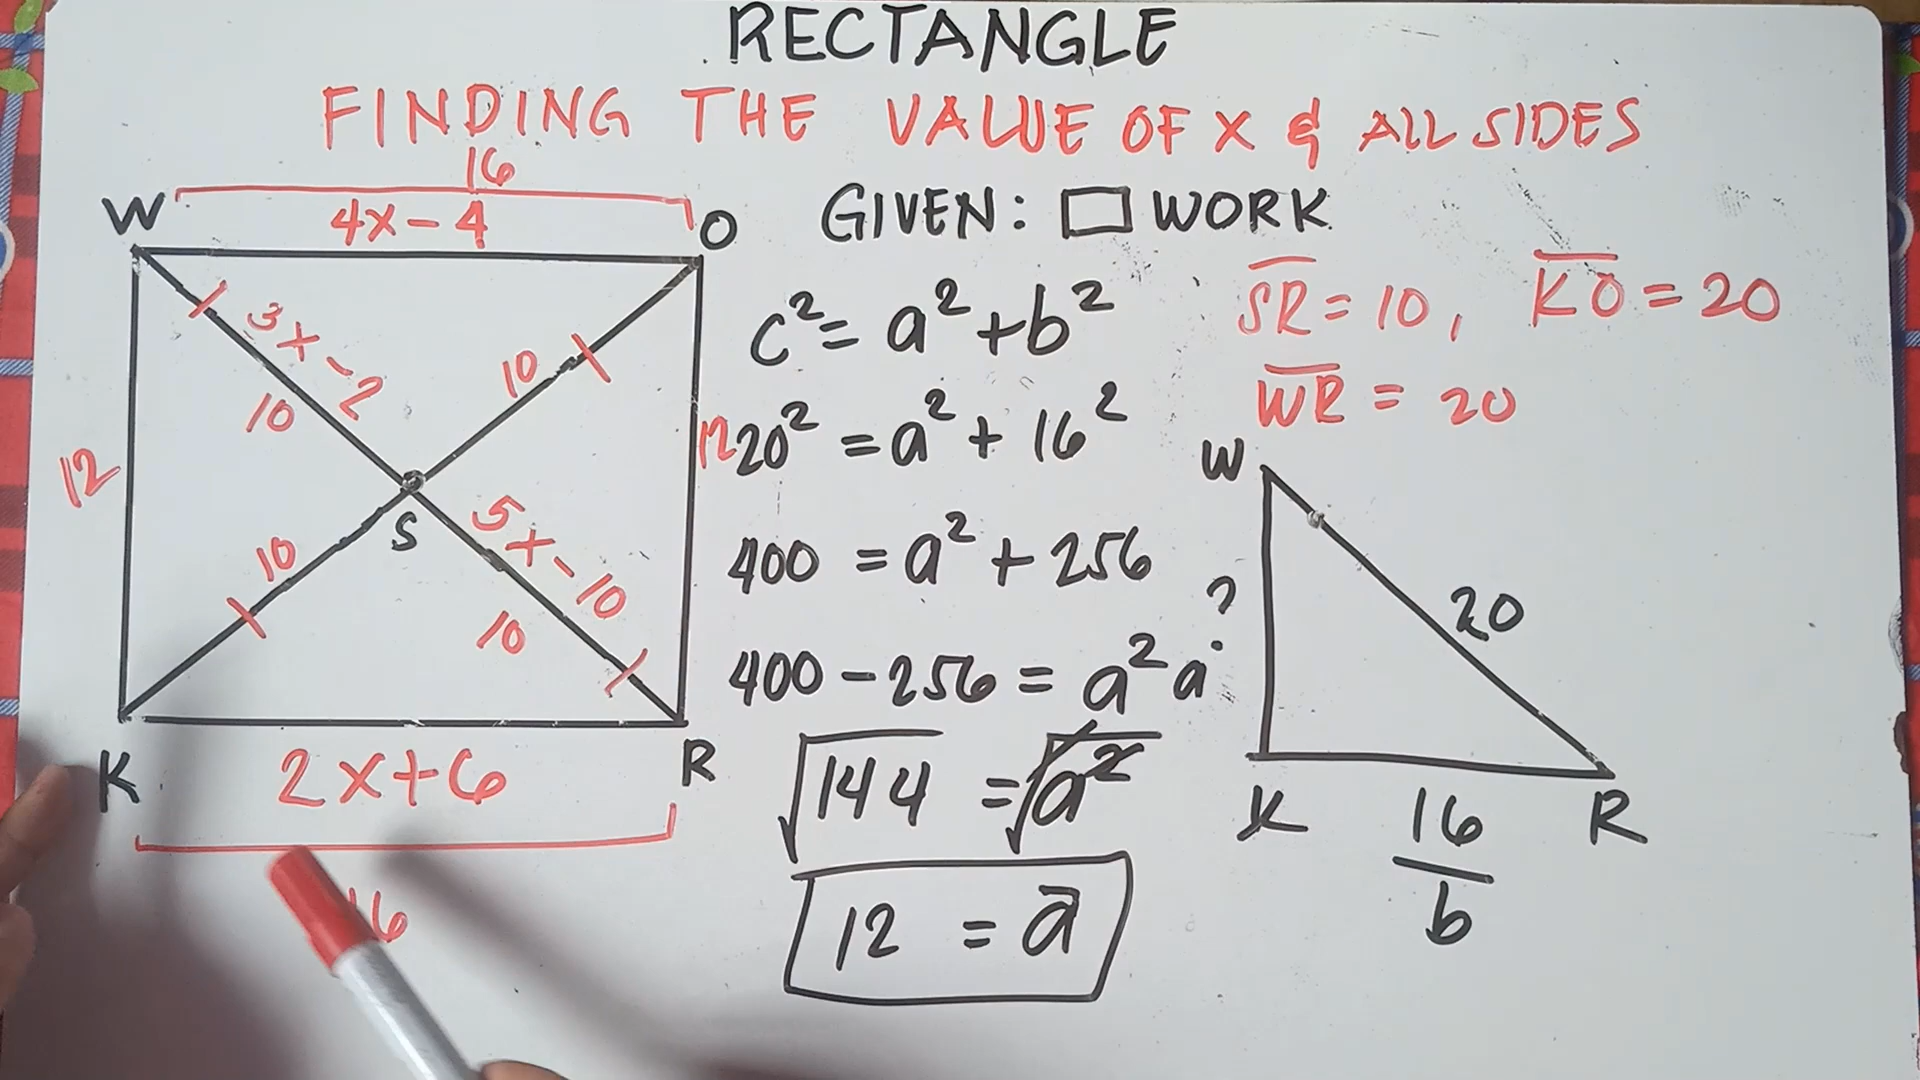 RECTANGLE
FINDING THE VALUE OF X & ALL SIDES
16
W 4x-4 O
3x-2
10
10
12
12
S
10
5x-10
10
K 2x+6 R
16
GIVEN: □ WORK
c² = a² + b²
20² = a² + 16²
400 = a² + 256
400 - 256 = a²
√144 = √a²
12 = a
SR = 10, KO = 20
WR = 20
W
?
a
20
K 16 R
b